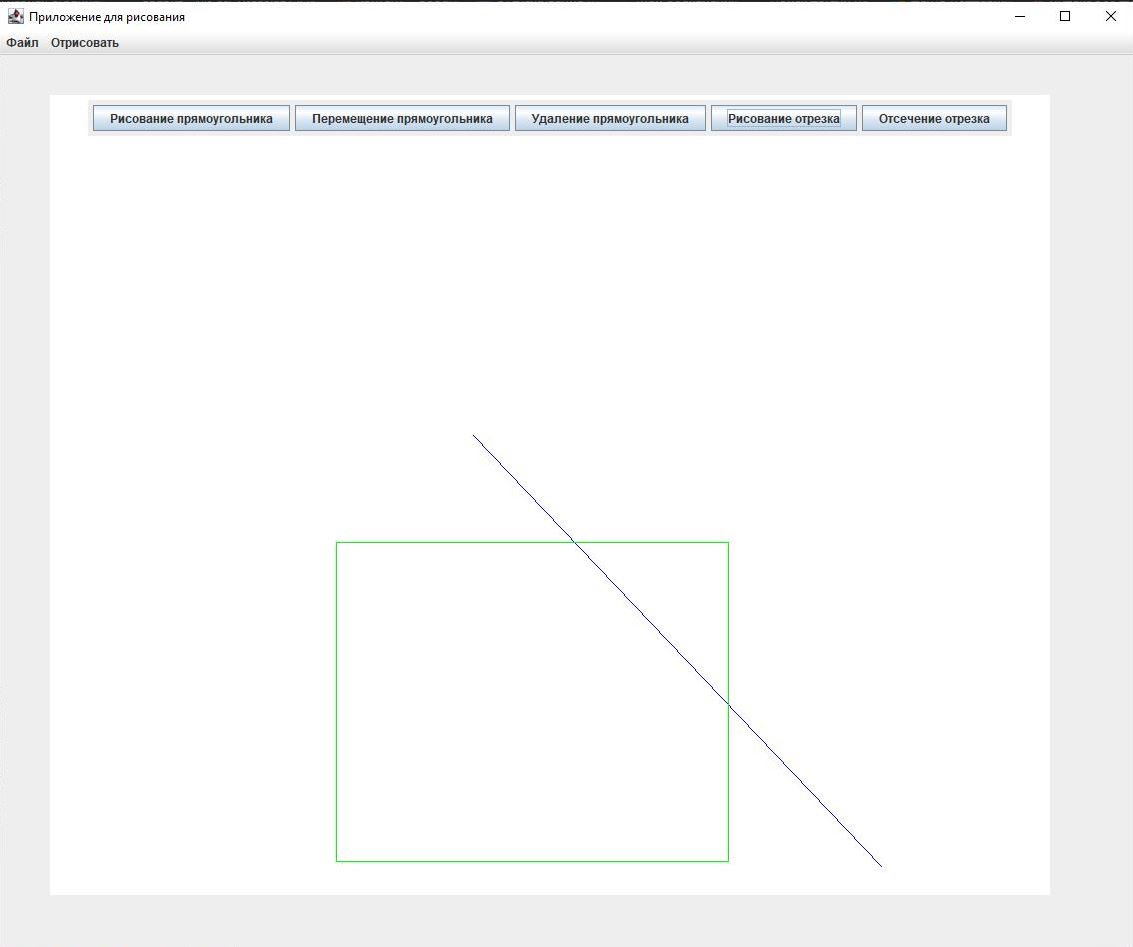 Приложение для рисования
Файл Отрисовать
Рисование прямоугольника Перемещение прямоугольника Удаление прямоугольника Рисование отрезка Отсечение отрезка